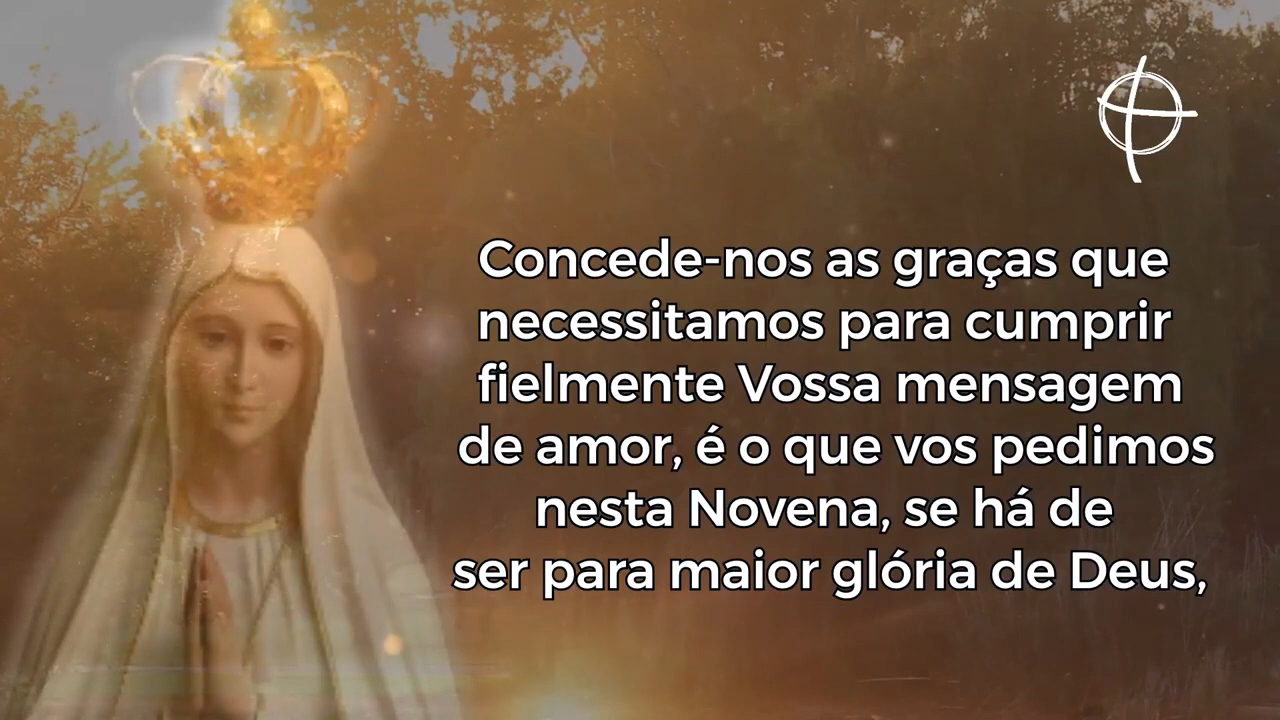 Concede-nos as graças que
necessitamos para cumprir
fielmente Vossa mensagem
de amor, é o que vos pedimos
nesta Novena, se há de
ser para maior glória de Deus,